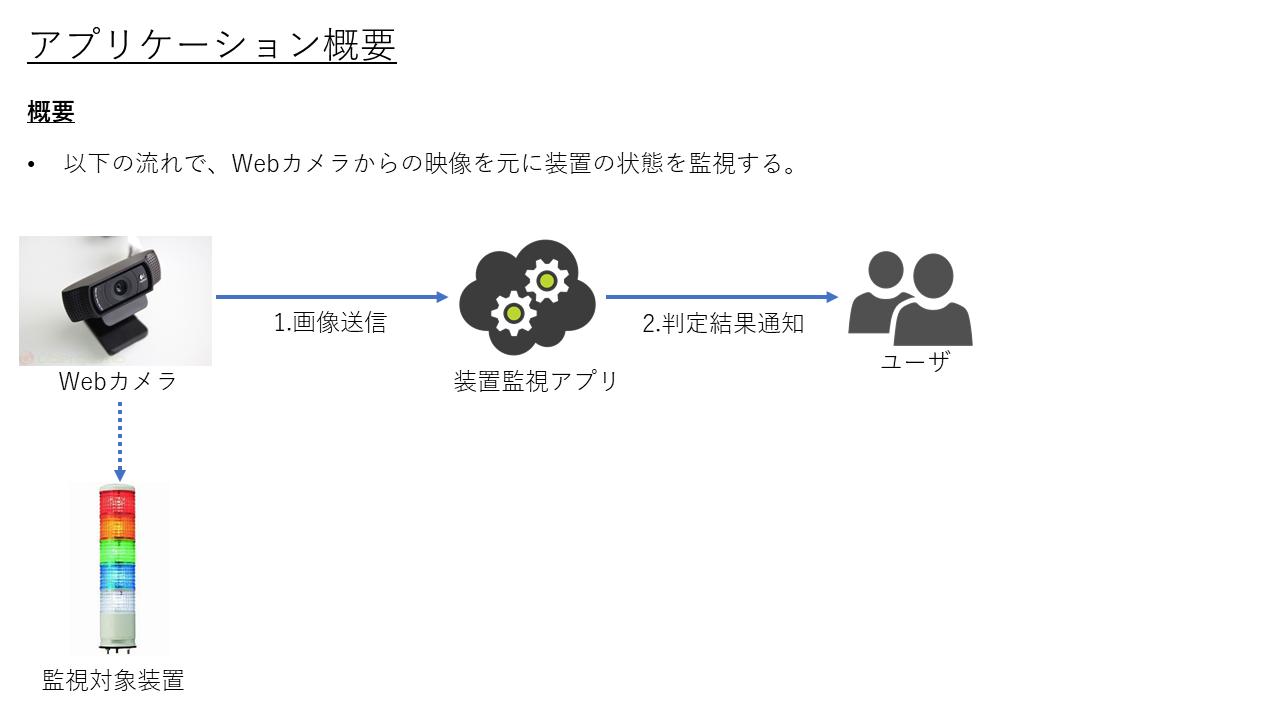 アプリケーション概要
概要
• 以下の流れで、Webカメラからの映像を元に装置の状態を監視する。
1.画像送信
2.判定結果通知
ユーザ
Webカメラ
装置監視アプリ
監視対象装置